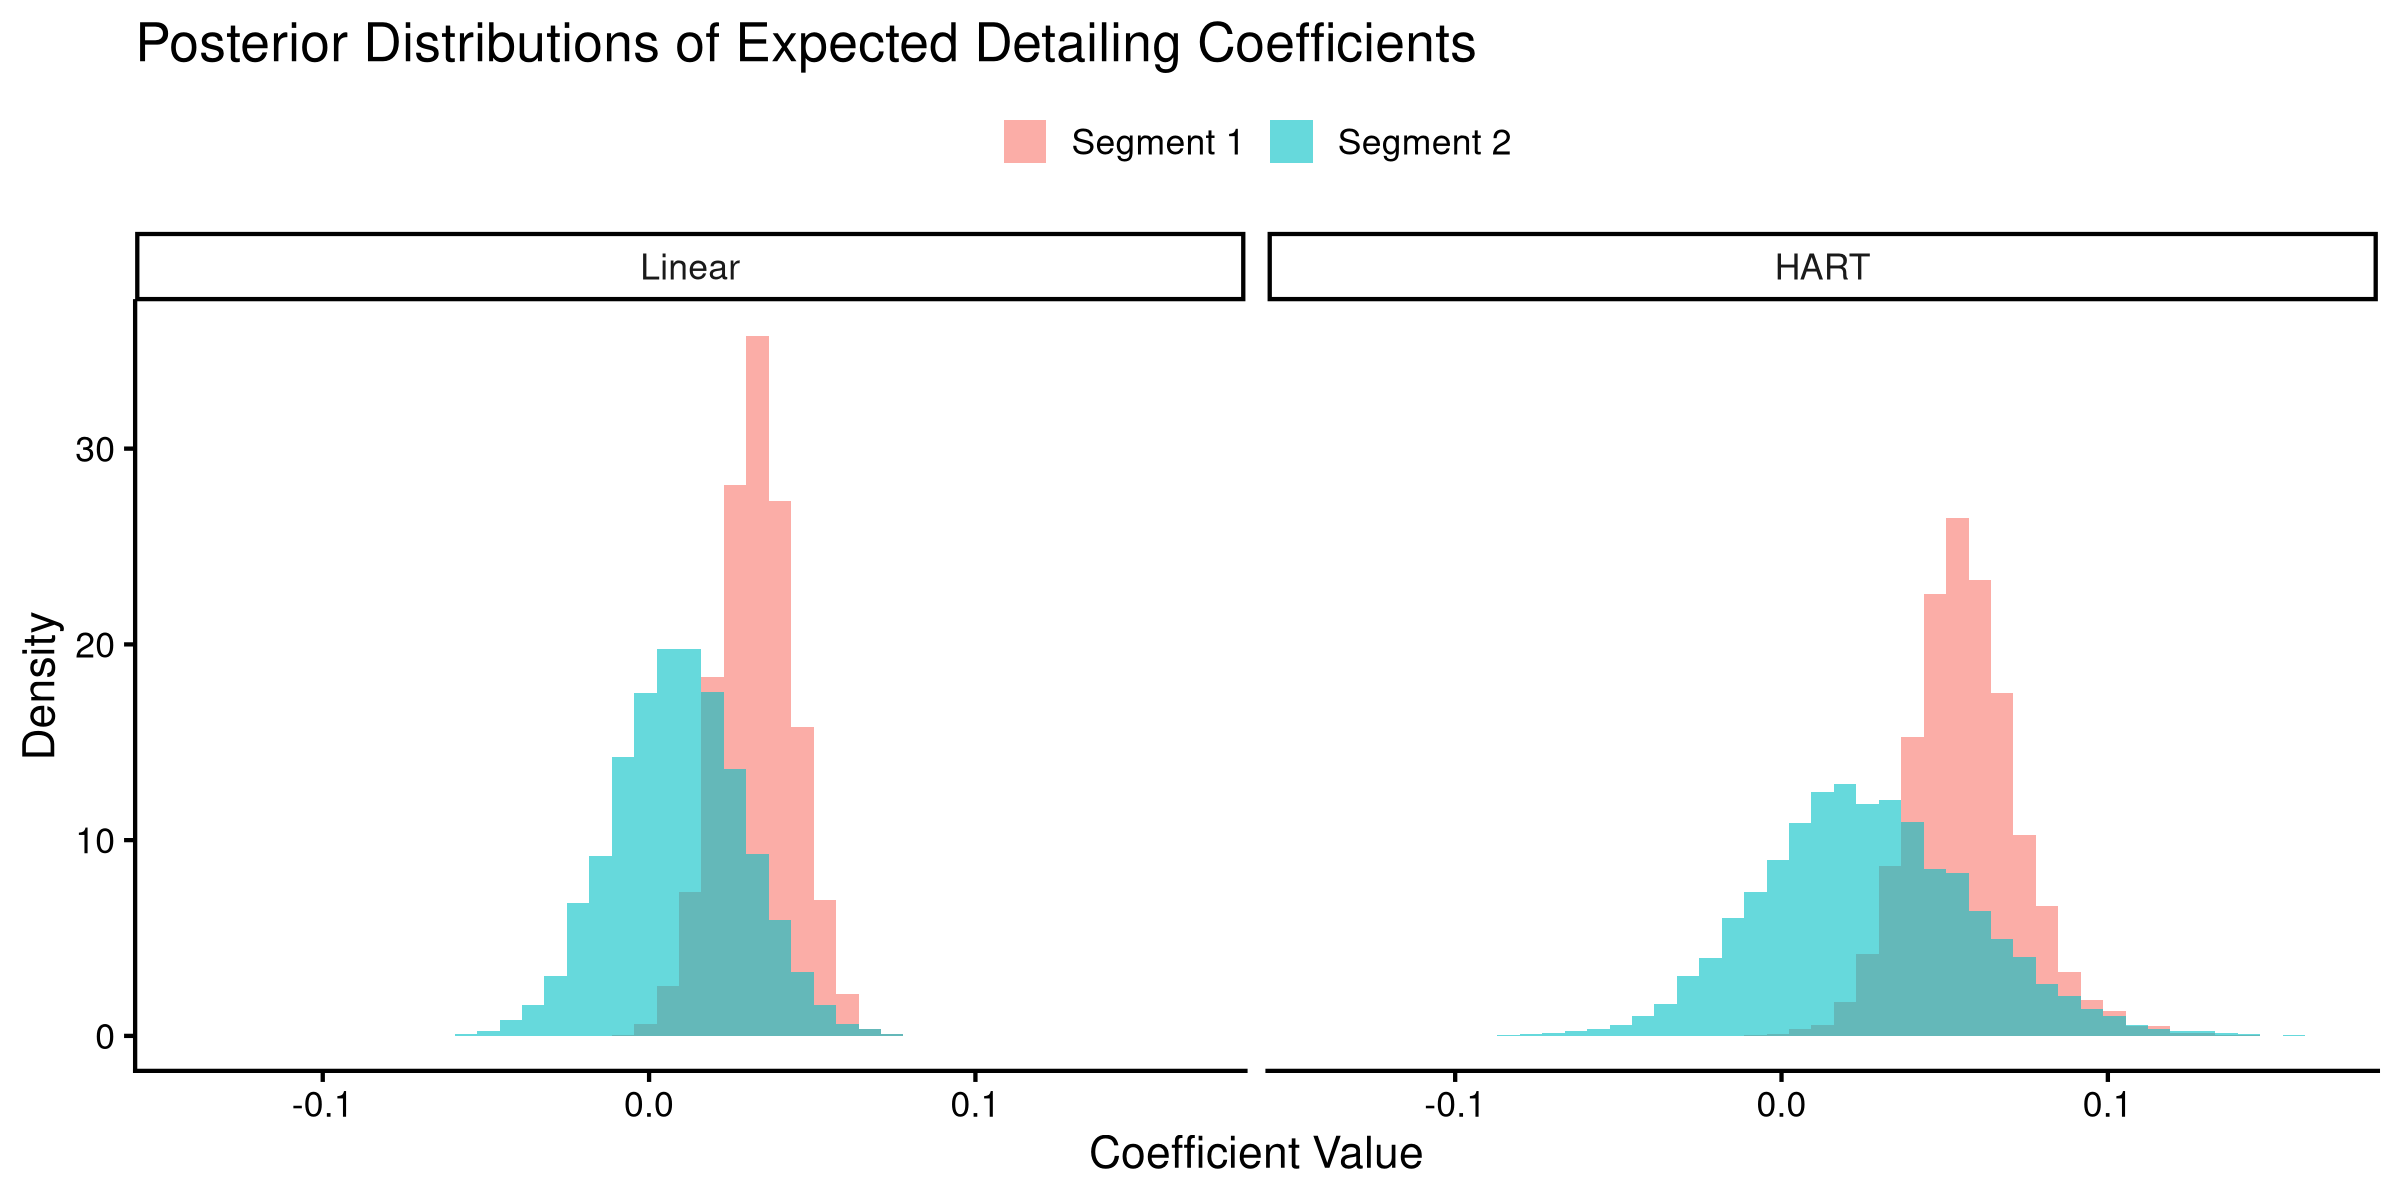 Posterior Distributions of Expected Detailing Coefficients
Segment 1 Segment 2
Linear HART
Density
30
20
10
0
-0.1 0.0 0.1 -0.1 0.0 0.1
Coefficient Value